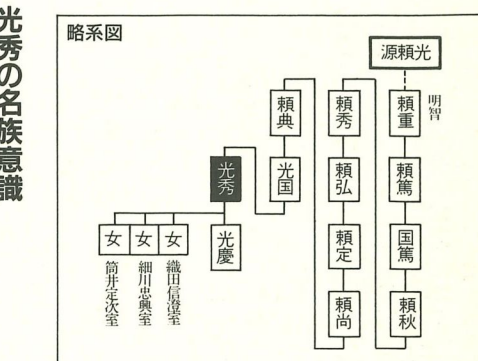 光秀の名族意識
略系図
源頼光
頼重
明智
頼篤
国篤
頼秋
頼秀
頼弘
頼定
頼尚
頼典
光国
光秀
光慶
女
織田信澄室
女
細川忠興室
女
筒井定次室